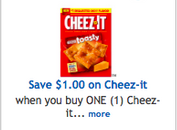 CHEEZ-IT
toasty
Save $1.00 on Cheez-it
when you buy ONE (1) Cheez-
it... more